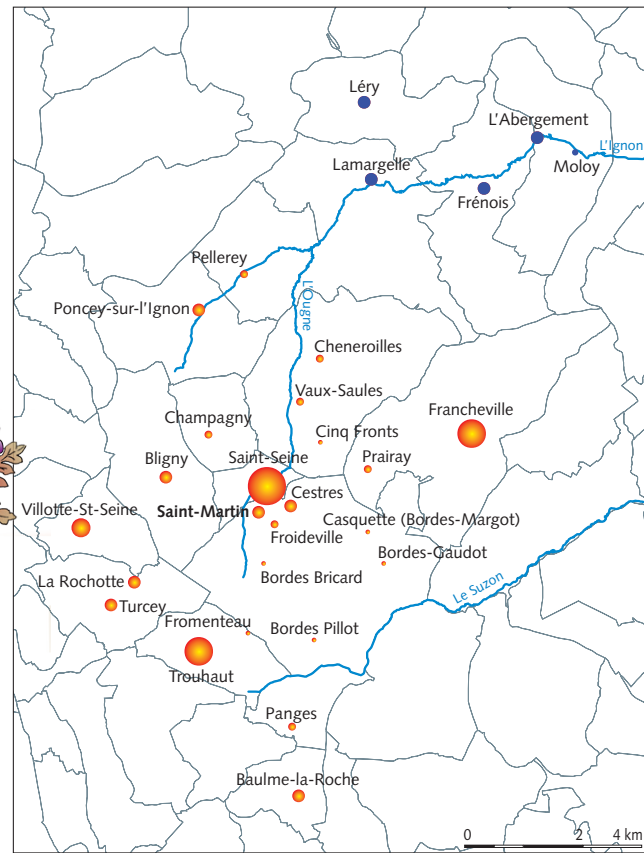 Léry
L'Abergement
L'Ignon
Lamargelle
Moloy
Frénois
Pellerey
L'Ougne
Poncey-sur-l'Ignon
Cheneroilles
Vaux-Saules
Champagny
Francheville
Cinq Fronts
Saint-Seine
Prairay
Bligny
Cestres
Villotte-St-Seine
Saint-Martin
Casquette (Bordes-Margot)
Froideville
Bordes-Gaudot
La Rochotte
Bordes Bricard
Le Suzon
Turcey
Fromenteau
Bordes Pillot
Trouhaut
Panges
Baulme-la-Roche
0 2 4 km